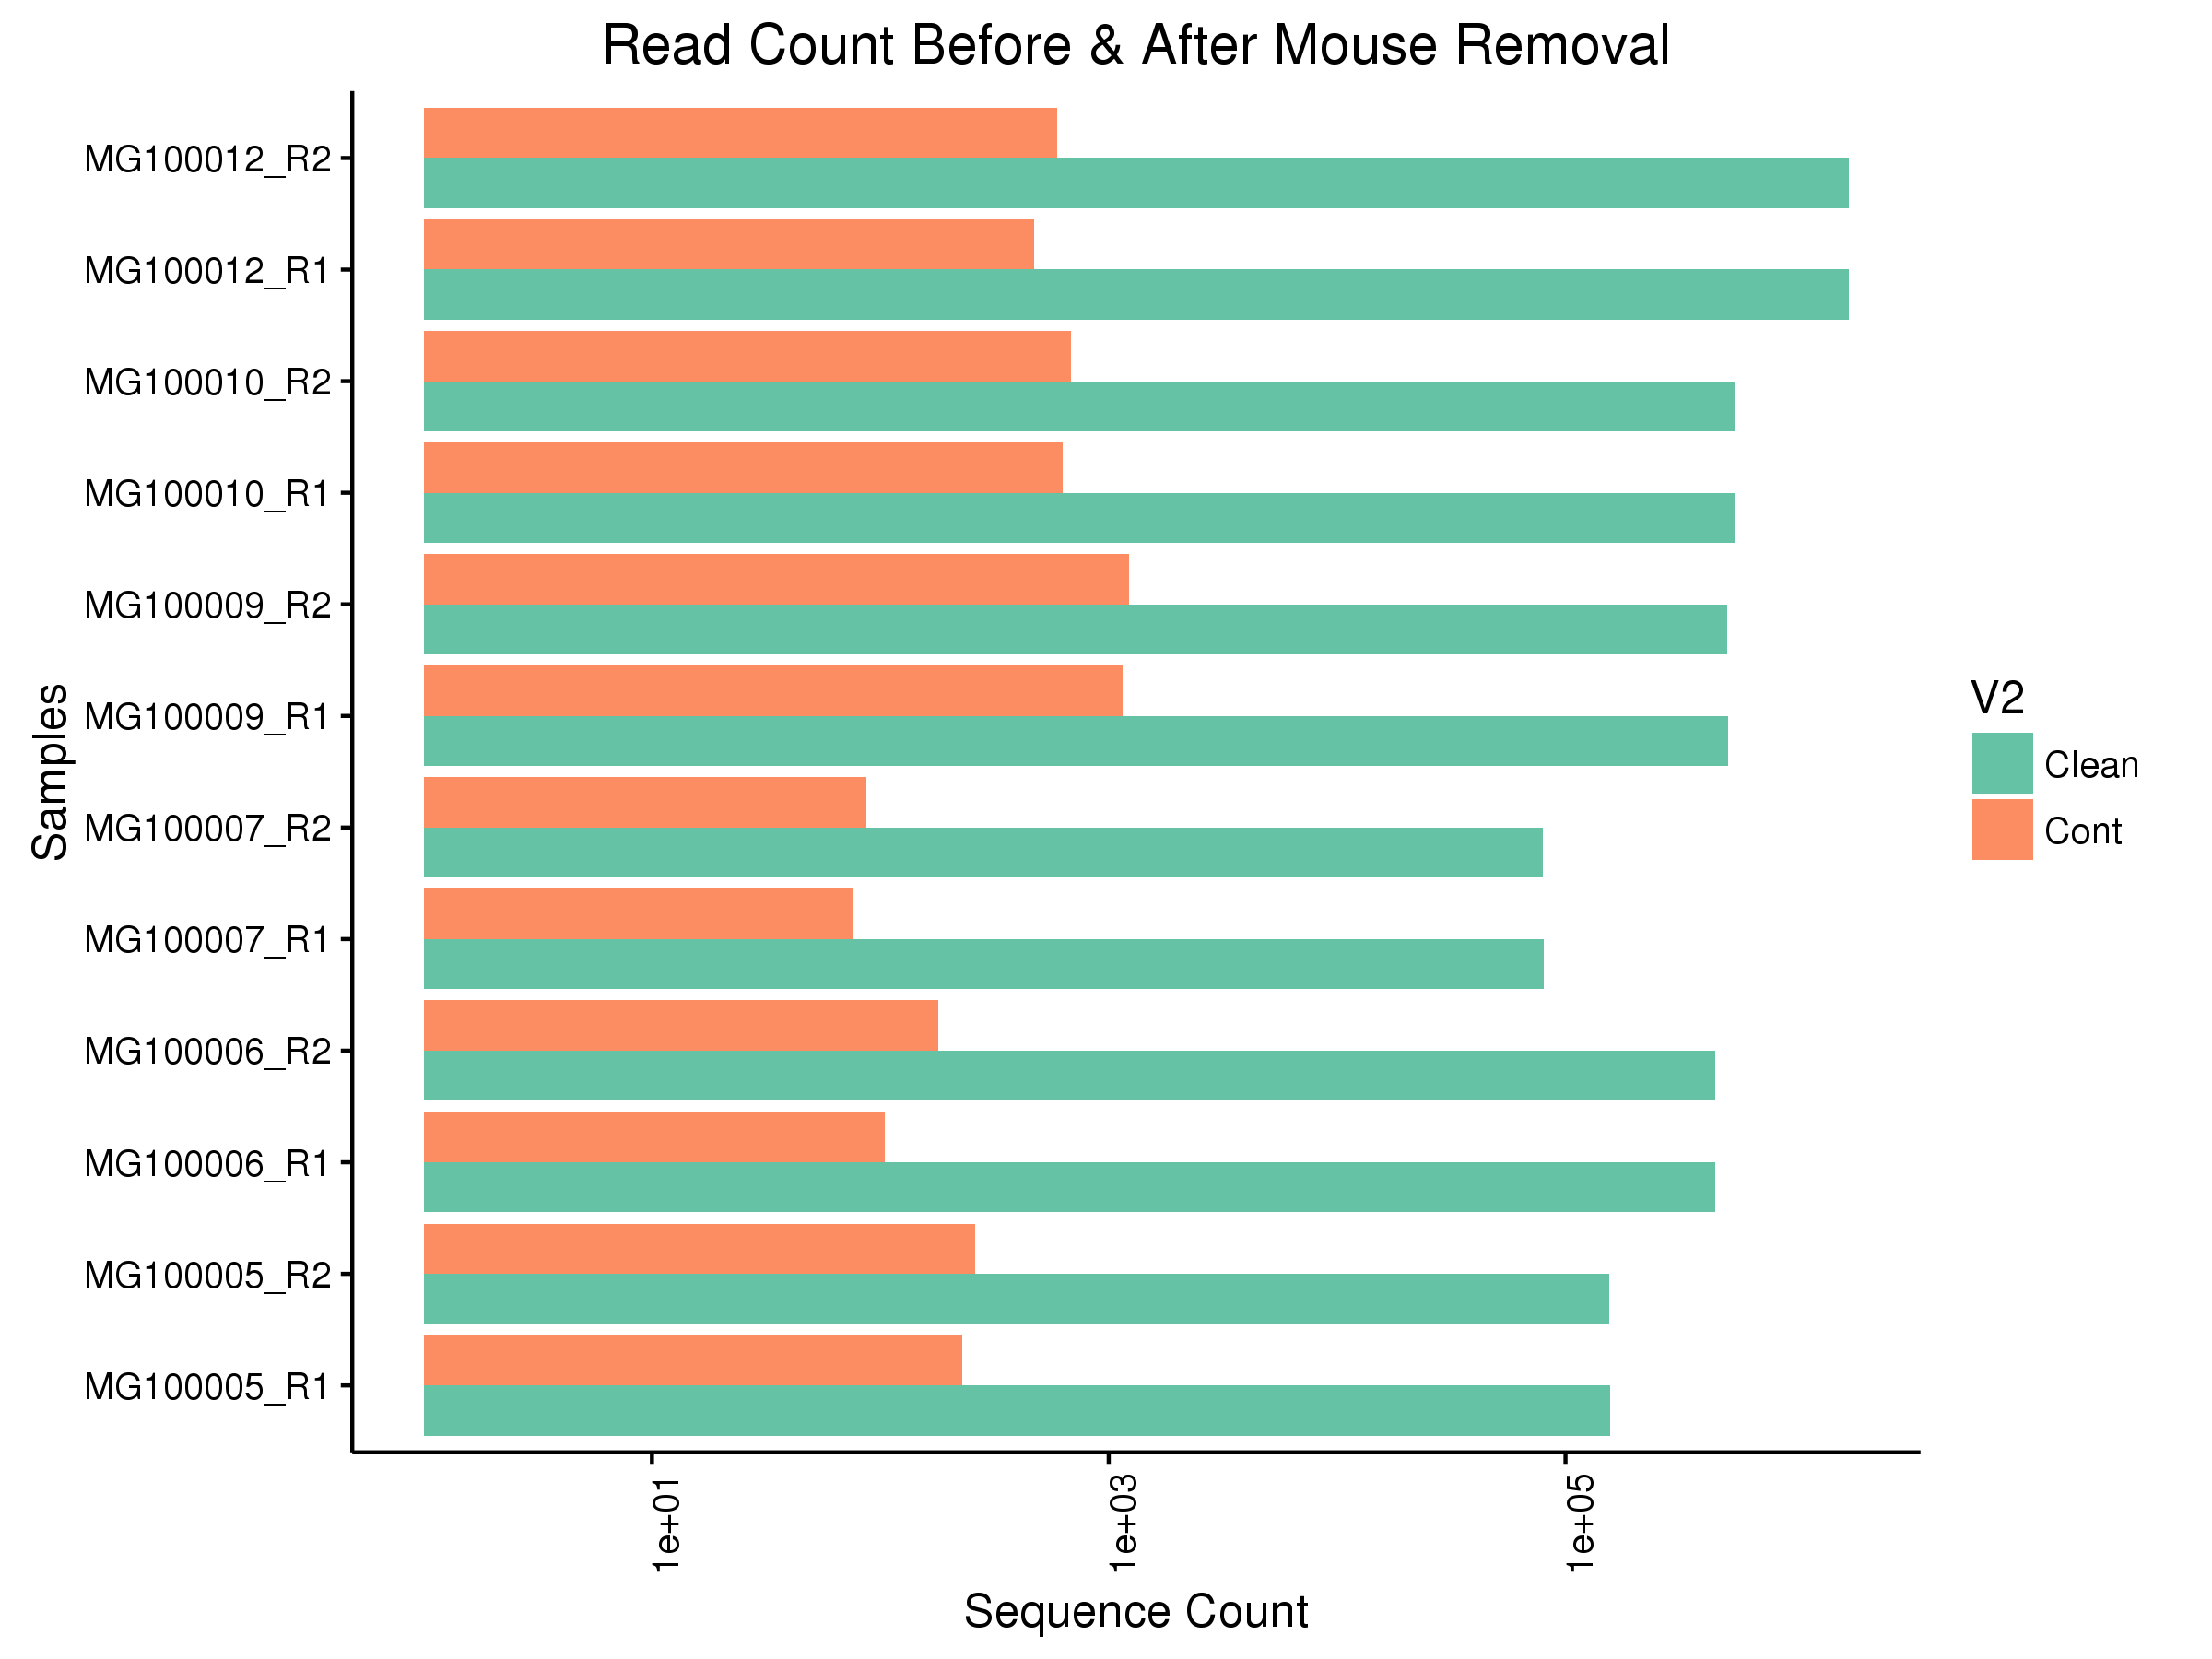 Read Count Before & After Mouse Removal
MG100012_R2
MG100012_R1
MG100010_R2
MG100010_R1
MG100009_R2
MG100009_R1
MG100007_R2
MG100007_R1
MG100006_R2
MG100006_R1
MG100005_R2
MG100005_R1
Samples
1e+01
1e+03
1e+05
Sequence Count
V2
Clean
Cont